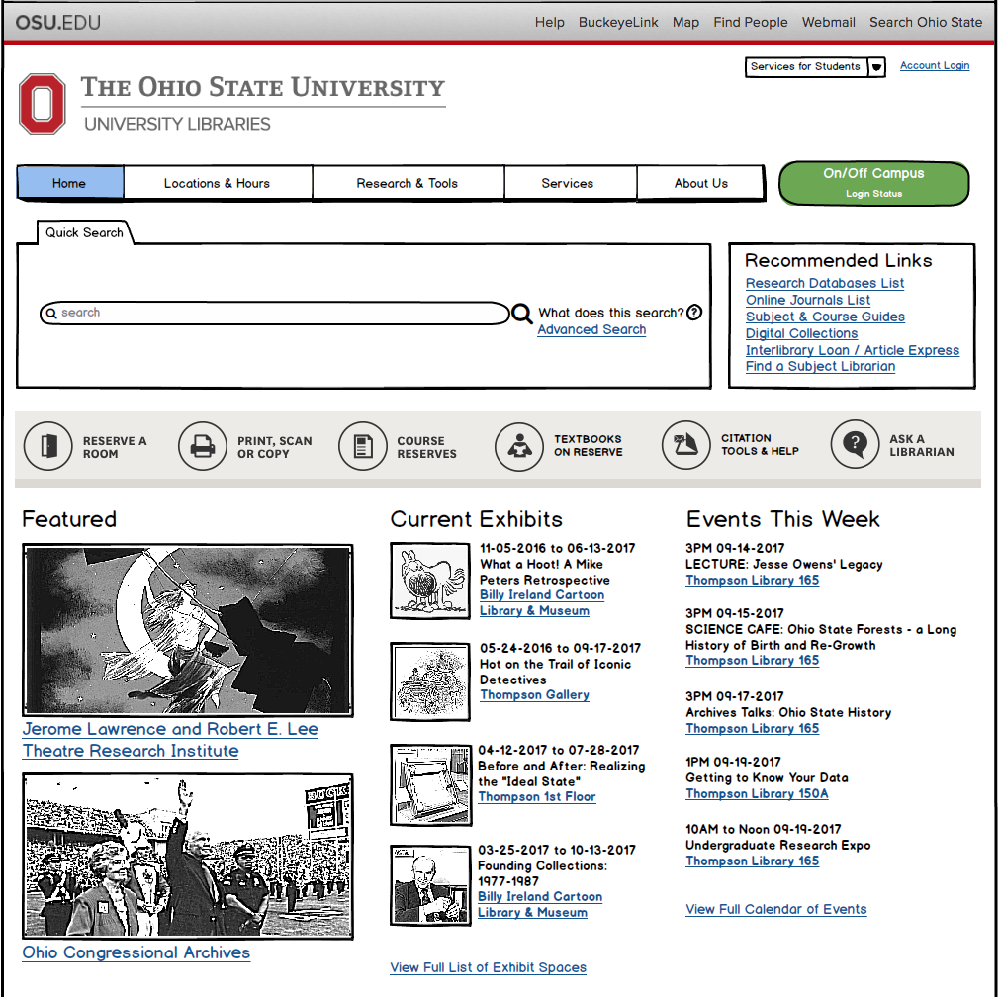 OSU.EDU
Help BuckeyeLink Map Find People Webmail Search Ohio State
Services for Students
Account Login
THE OHIO STATE UNIVERSITY
UNIVERSITY LIBRARIES
Home
Locations & Hours
Research & Tools
Services
About Us
On/Off Campus
Login Status
Quick Search
search
What does this search?
?
Advanced Search
Recommended Links
Research Databases List
Online Journals List
Subject & Course Guides
Digital Collections
Interlibrary Loan / Article Express
Find a Subject Librarian
RESERVE A
ROOM
PRINT, SCAN
OR COPY
COURSE
RESERVES
TEXTBOOKS
ON RESERVE
CITATION
TOOLS & HELP
?
ASK A
LIBRARIAN
Featured
Jerome Lawrence and Robert E. Lee
Theatre Research Institute
BUCK
Ohio Congressional Archives
Current Exhibits
11-05-2016 to 06-13-2017
What a Hoot! A Mike
Peters Retrospective
Billy Ireland Cartoon
Library & Museum
05-24-2016 to 09-17-2017
Hot on the Trail of Iconic
Detectives
Thompson Gallery
04-12-2017 to 07-28-2017
Before and After: Realizing
the "Ideal State"
Thompson 1st Floor
03-25-2017 to 10-13-2017
Founding Collections:
1977-1987
Billy Ireland Cartoon
Library & Museum
View Full List of Exhibit Spaces
Events This Week
3PM 09-14-2017
LECTURE: Jesse Owens' Legacy
Thompson Library 165
3PM 09-15-2017
SCIENCE CAFE: Ohio State Forests - a Long
History of Birth and Re-Growth
Thompson Library 165
3PM 09-17-2017
Archives Talks: Ohio State History
Thompson Library 165
1PM 09-19-2017
Getting to Know Your Data
Thompson Library 150A
10AM to Noon 09-19-2017
Undergraduate Research Expo
Thompson Library 165
View Full Calendar of Events